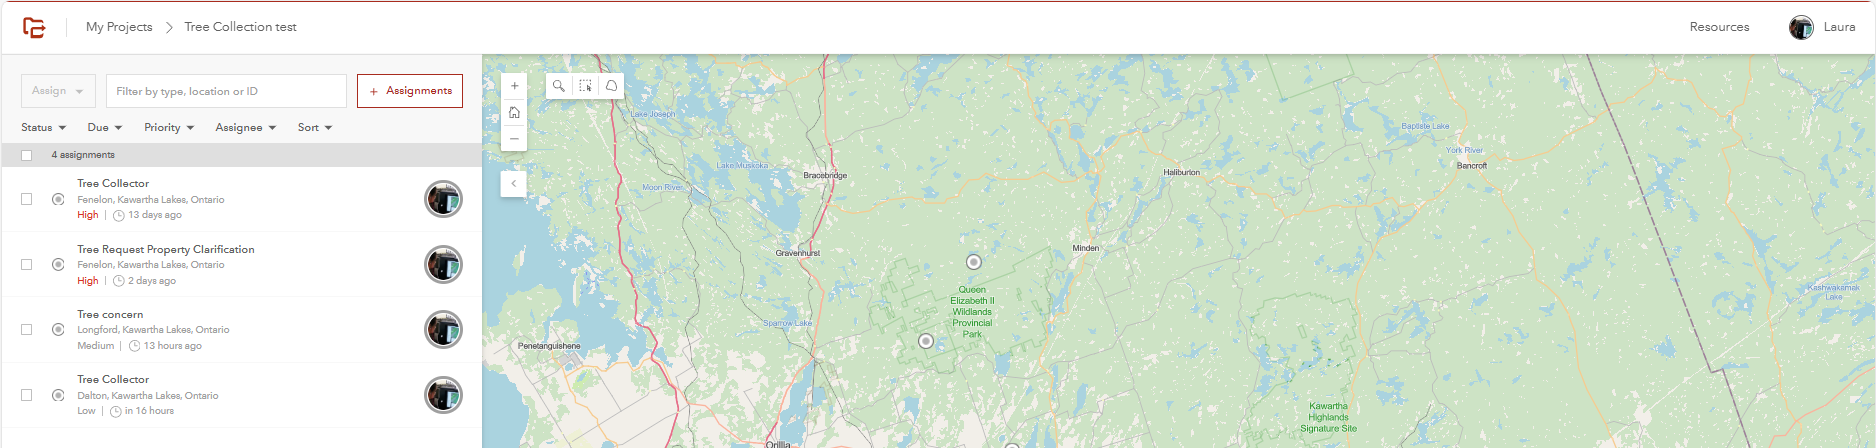 My Projects > Tree Collection test
Resources
Laura
Assign
Filter by type, location or ID
+ Assignments
Status
Due
Priority
Assignee
Sort
4 assignments
Tree Collector
Fenelon, Kawartha Lakes, Ontario
High | 13 days ago
Tree Request Property Clarification
Fenelon, Kawartha Lakes, Ontario
High | 2 days ago
Tree concern
Longford, Kawartha Lakes, Ontario
Medium | 13 hours ago
Tree Collector
Dalton, Kawartha Lakes, Ontario
Low | in 16 hours
Lake Joseph
Lake Muskoka
Bracebridge
Moon River
Gravenhurst
Sparrow Lake
Penetanguishene
Orillia
Queen
Elizabeth II
Wildlands
Provincial
Park
Minden
Haliburton
Baptiste Lake
York River
Bancroft
Kashwakamak
Lake
Kawartha
Highlands
Signature Site